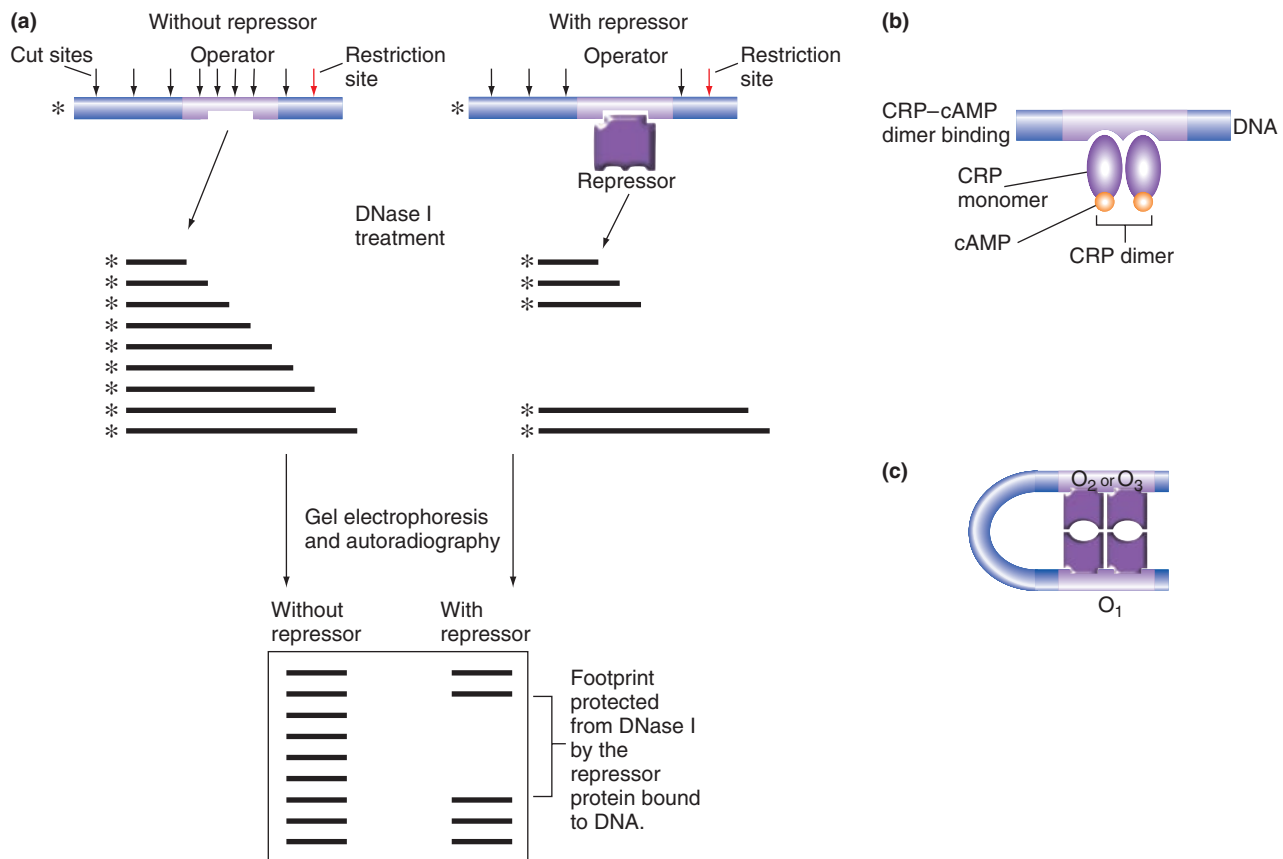 (a)
Without repressor
Cut sites
Operator
Restriction
site
*
With repressor
Operator
Restriction
site
*
Repressor
DNase I
treatment
*
*
*
*
*
*
*
*
*
*
*
*
*
*
Gel electrophoresis
and autoradiography
Without
repressor
With
repressor
Footprint
protected
from DNase I
by the
repressor
protein bound
to DNA.
(b)
CRP–cAMP
dimer binding
DNA
CRP
monomer
cAMP
CRP dimer
(c)
O2 or O3
O1